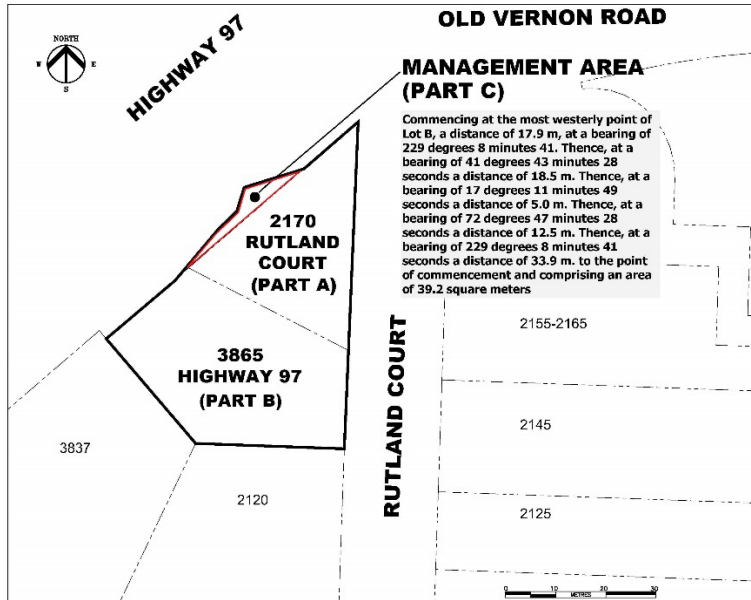 OLD VERNON ROAD
NORTH
W E
S
HIGHWAY 97
MANAGEMENT AREA
(PART C)
Commencing at the most westerly point of
Lot B, a distance of 17.9 m, at a bearing of
229 degrees 8 minutes 41. Thence, at a
bearing of 41 degrees 43 minutes 28
seconds a distance of 18.5 m. Thence, at a
bearing of 17 degrees 11 minutes 49
seconds a distance of 5.0 m. Thence, at a
bearing of 72 degrees 47 minutes 28
seconds a distance of 12.5 m. Thence, at a
bearing of 229 degrees 8 minutes 41
seconds a distance of 33.9 m. to the point
of commencement and comprising an area
of 39.2 square meters
2170
RUTLAND
COURT
(PART A)
3865
HIGHWAY 97
(PART B)
RUTLAND COURT
2155-2165
3837
2120
2145
2125
0 10 20 30
METRES